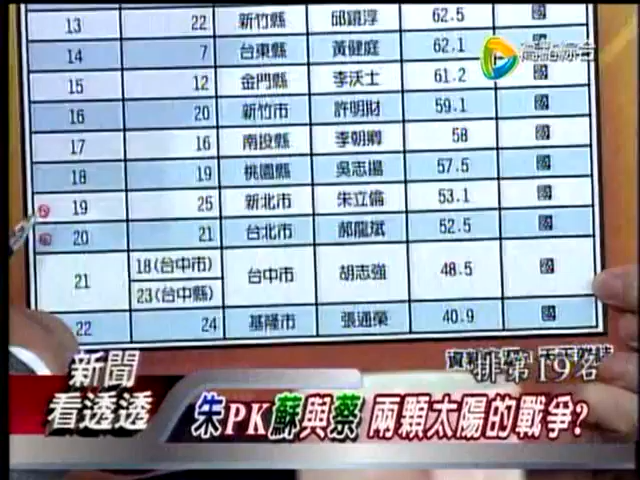 13 22 新竹縣 邱鏡淳 62.5 國
14 7 台東縣 黃健庭 62.1 國
15 12 金門縣 李沃士 61.2 國
16 20 新竹市 許明財 59.1 國
17 16 南投縣 李朝卿 58 國
18 19 桃園縣 吳志揚 57.5 國
19 25 新北市 朱立倫 53.1 國
20 21 台北市 郝龍斌 52.5 國
21 18(台中市) 台中市 胡志強 48.5 國
23(台中縣)
22 24 基隆市 張通榮 40.9 國
排第19名
新聞
看透透
朱PK蘇與蔡 兩顆太陽的戰爭?